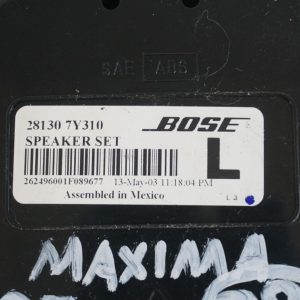 SAE ABS
28130 7Y310 BOSE
SPEAKER SET
L
262496001F089677 13-May-03 11:18:04 PM
Assembled in Mexico
MAXIMA